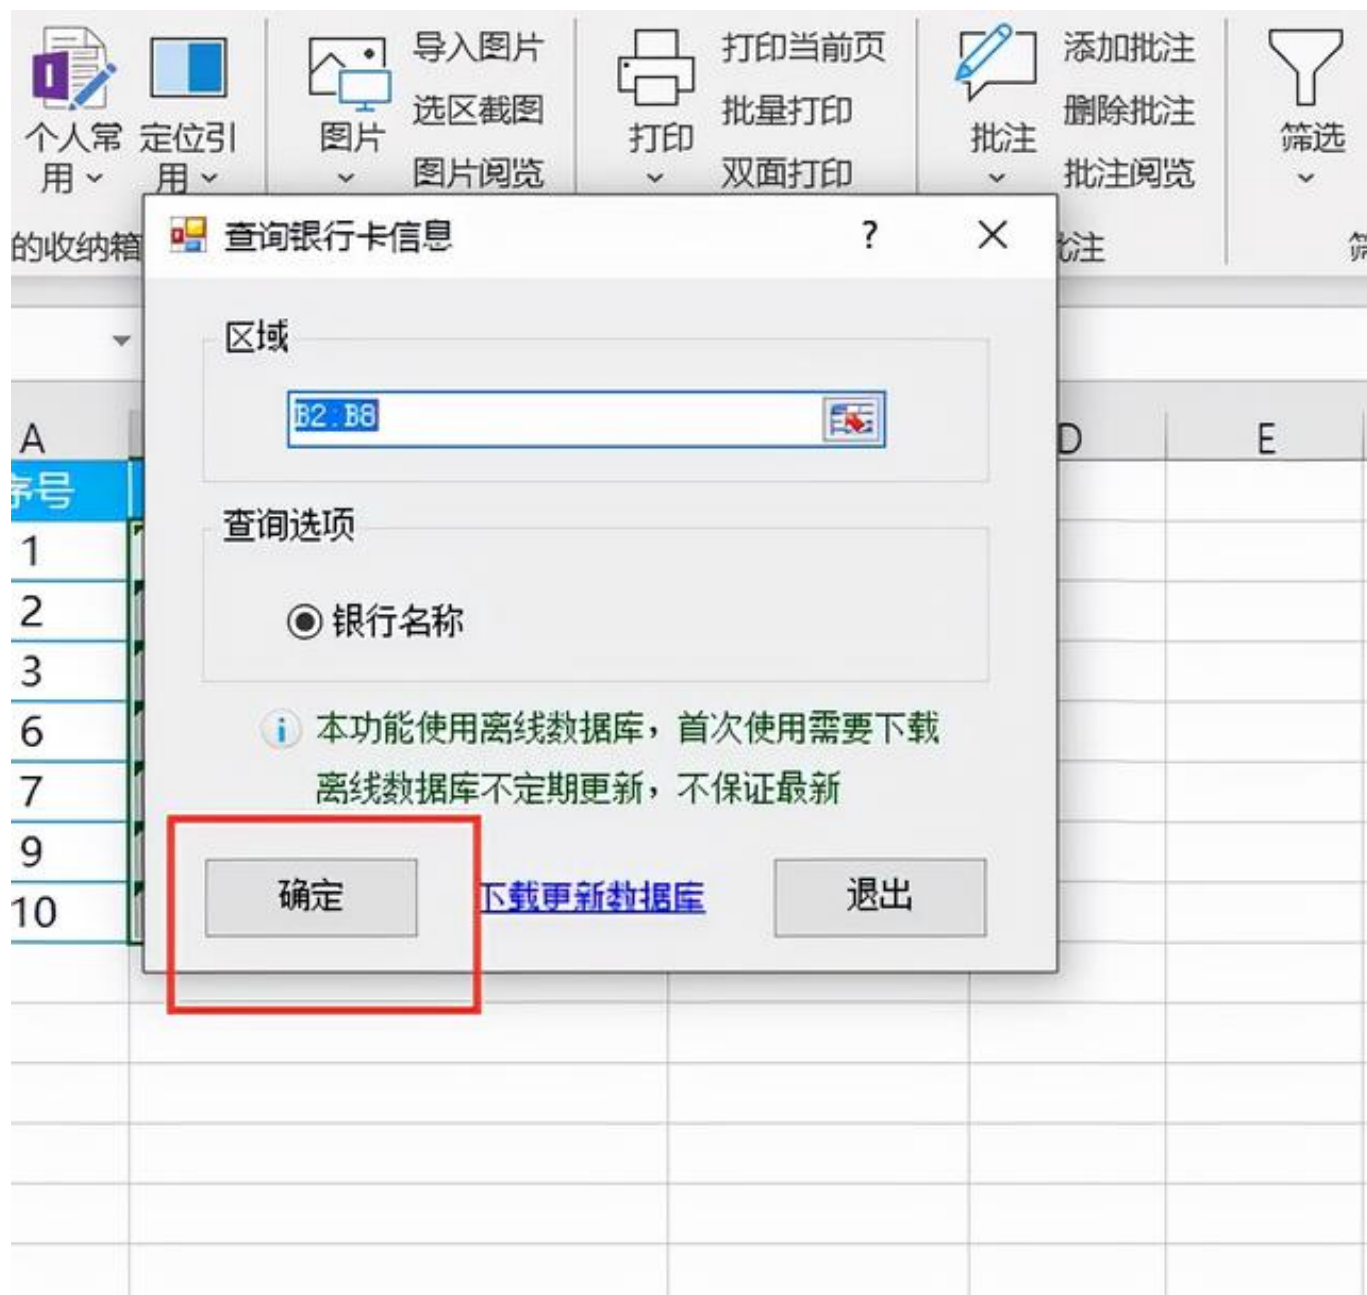 导入图片
打印当前页
添加批注
选区截图
批量打印
删除批注
个人常用
定位引用
图片
图片阅览
打印
双面打印
批注
批注阅览
筛选
的收纳箱
批注
查询银行卡信息
?
区域
B2:B8
A
D
E
序号
查询选项
1
银行名称
2
3
本功能使用离线数据库，首次使用需要下载
6
离线数据库不定期更新，不保证最新
7
9
确定
下载更新数据库
退出
10